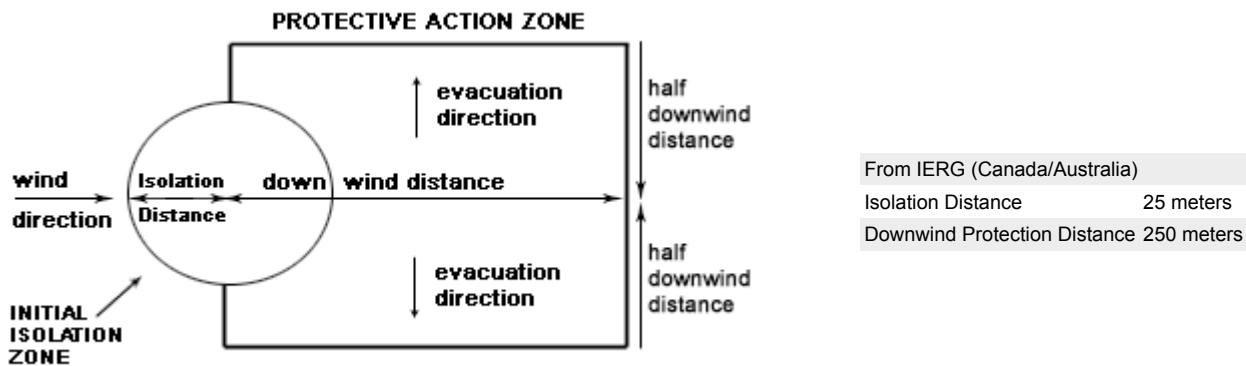 PROTECTIVE ACTION ZONE
evacuation
direction
half
downwind
distance
wind
direction
Isolation
Distance
down wind distance
evacuation
direction
half
downwind
distance
INITIAL
ISOLATION
ZONE
From IERG (Canada/Australia)
Isolation Distance 25 meters
Downwind Protection Distance 250 meters